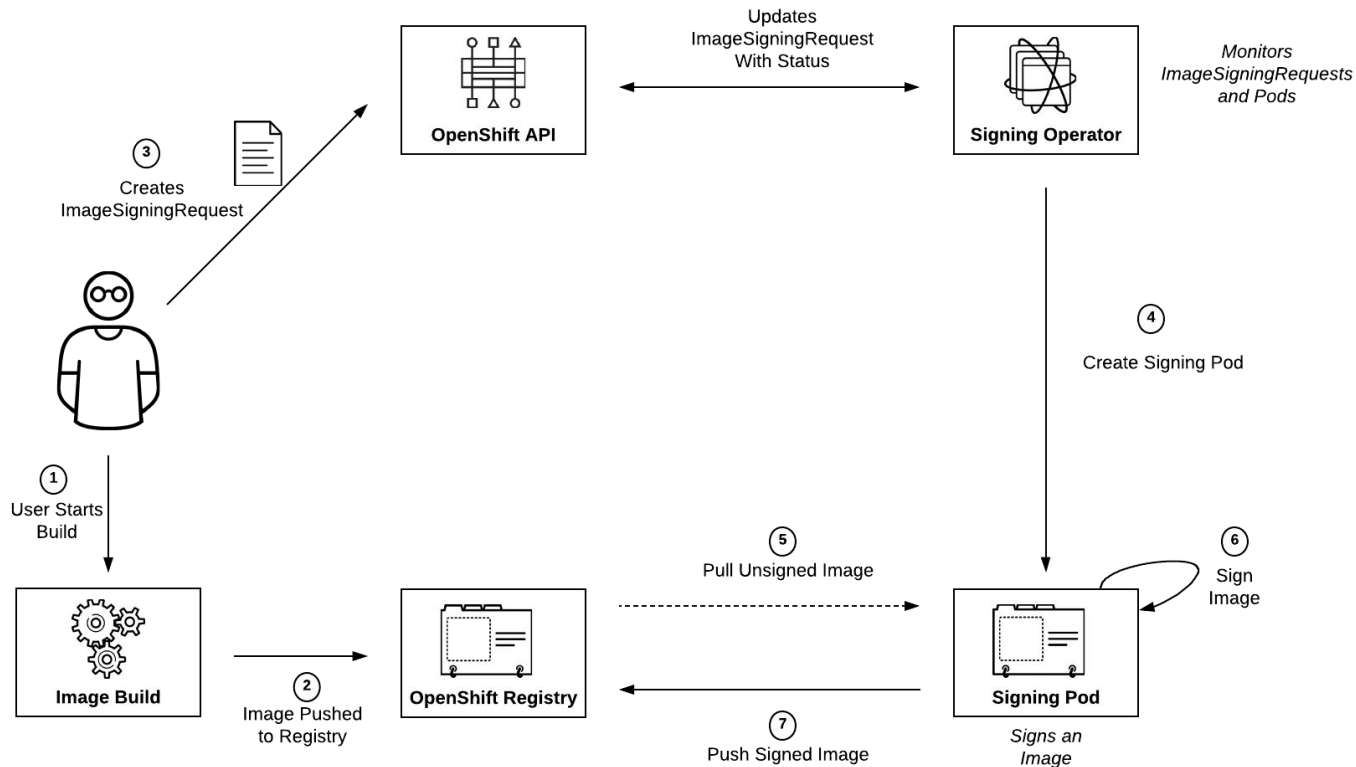 Updates
ImageSigningRequest
With Status
OpenShift API
Signing Operator
Monitors
ImageSigningRequests
and Pods
3
Creates
ImageSigningRequest
4
Create Signing Pod
1
User Starts
Build
5
Pull Unsigned Image
6
Sign
Image
Image Build
2
Image Pushed
to Registry
OpenShift Registry
7
Push Signed Image
Signing Pod
Signs an
Image